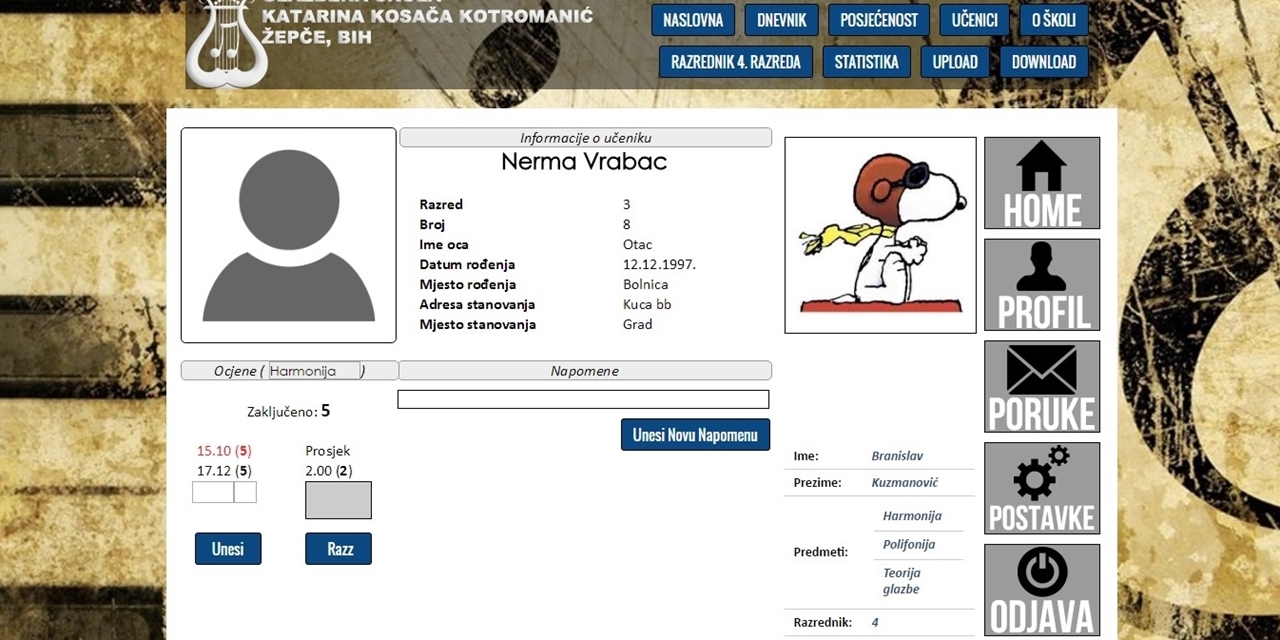 KATARINA KOSAČA KOTROMANIĆ
ŽEPČE, BIH
NASLOVNA DNEVNIK POSJEĆENOST UČENICI O ŠKOLI
RAZREDNIK 4. RAZREDA STATISTIKA UPLOAD DOWNLOAD
Informacije o učeniku
Nerma Vrabac
Razred 3
Broj 8
Ime oca Otac
Datum rođenja 12.12.1997.
Mjesto rođenja Bolnica
Adresa stanovanja Kuca bb
Mjesto stanovanja Grad
Ocjene ( Harmonija )
Zaključeno: 5
15.10 (5) Prosjek
17.12 (5) 2.00 (2)
Unesi Razz
Napomene
Unesi Novu Napomenu
Ime: Branislav
Prezime: Kuzmanović
Predmeti: Harmonija
Polifonija
Teorija
glazbe
Razrednik: 4
HOME
PROFIL
PORUKE
POSTAVKE
ODJAVA